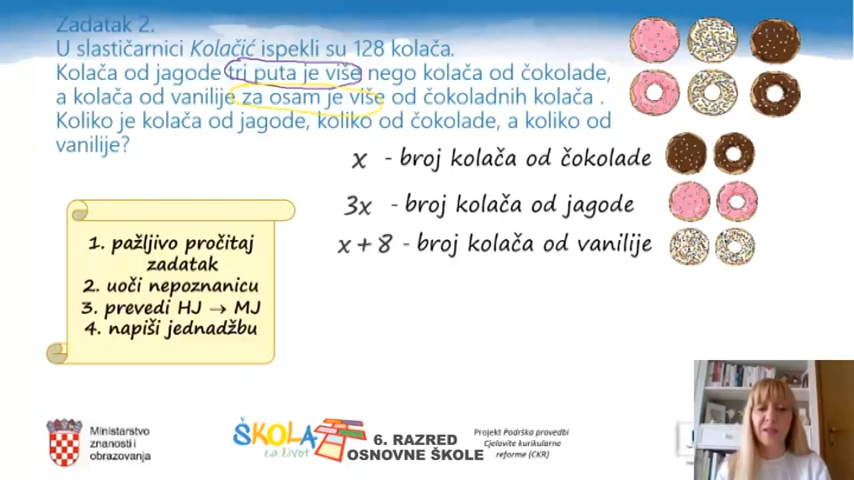 Zadatak 2.
U slastičarnici Kolačić ispekli su 128 kolača.
Kolača od jagode tri puta je više nego kolača od čokolade,
a kolača od vanilije za osam je više od čokoladnih kolača .
Koliko je kolača od jagode, koliko od čokolade, a koliko od
vanilije?
x - broj kolača od čokolade
3x - broj kolača od jagode
x + 8 - broj kolača od vanilije
1. pažljivo pročitaj
zadatak
2. uoči nepoznanicu
3. prevedi HJ → MJ
4. napiši jednadžbu
Ministarstvo
znanosti i
obrazovanja
ŠKOLA
za život
6. RAZRED
OSNOVNE ŠKOLE
Projekt Podrška provedbi
Cjelovite kurikularne
reforme (CKR)